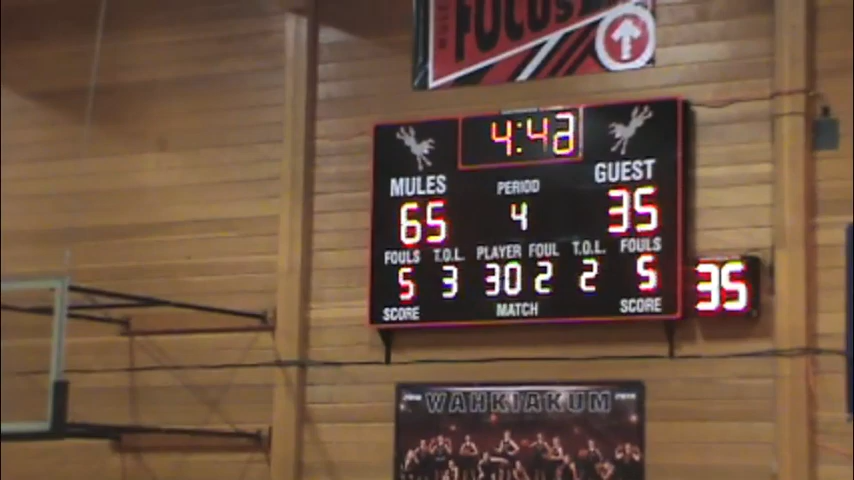 FOCUS
4:42
MULES
GUEST
PERIOD
65
4
35
FOULS T.O.L. PLAYER FOUL T.O.L. FOULS
5 3 30 2 2 5
35
SCORE MATCH SCORE
WAHKIAKUM